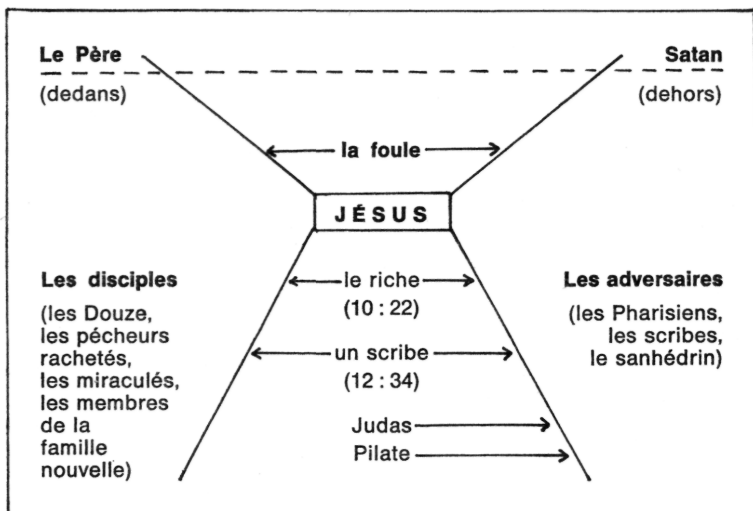 Le Père
Satan
(dedans)
(dehors)
la foule
JÉSUS
Les disciples
(les Douze,
les pécheurs
rachetés,
les miraculés,
les membres
de la
famille
nouvelle)
le riche
(10 : 22)
un scribe
(12 : 34)
Judas
Pilate
Les adversaires
(les Pharisiens,
les scribes,
le sanhédrin)